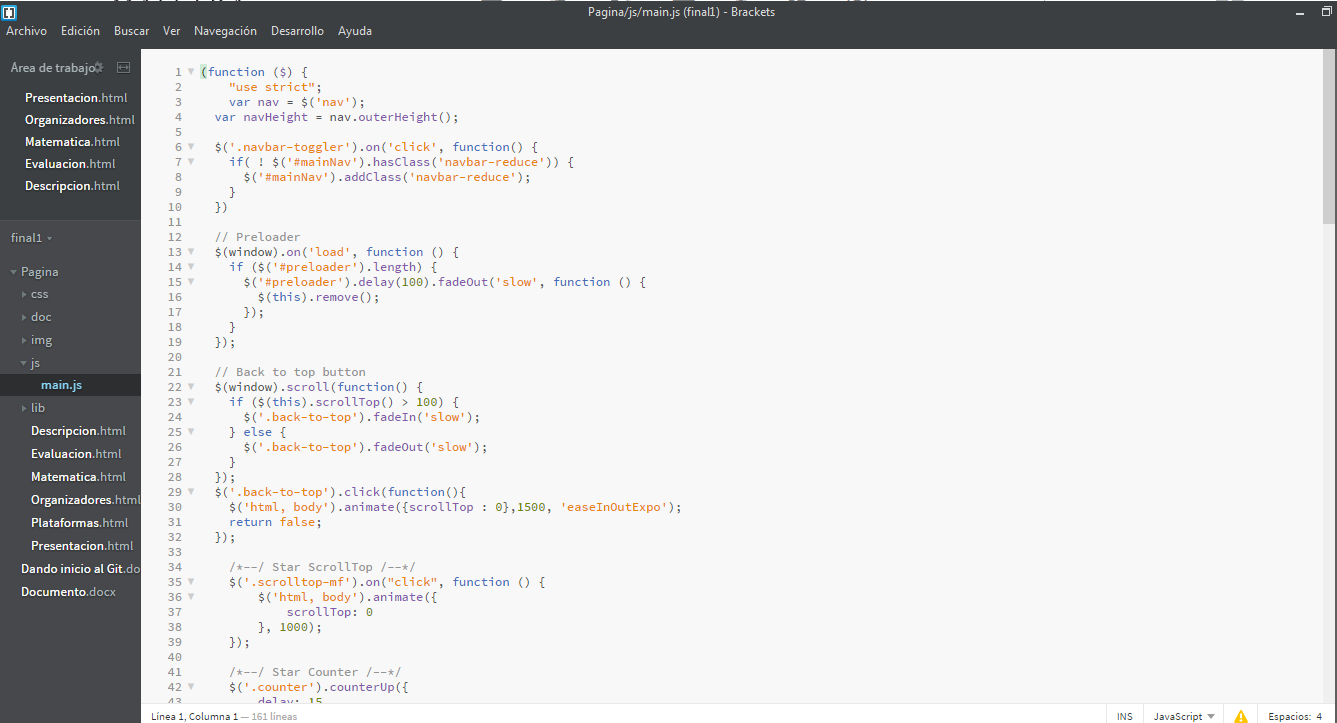 Pagina/js/main.js (final1) - Brackets
Archivo Edición Buscar Ver Navegación Desarrollo Ayuda
Área de trabajo
Presentacion.html
Organizadores.html
Matematica.html
Evaluacion.html
Descripcion.html
final1
Pagina
css
doc
img
js
main.js
lib
Descripcion.html
Evaluacion.html
Matematica.html
Organizadores.html
Plataformas.html
Presentacion.html
Dando inicio al Git.do
Documento.docx
1 (function ($) {
2     "use strict";
3     var nav = $('nav');
4   var navHeight = nav.outerHeight();
5
6   $('.navbar-toggler').on('click', function() {
7     if( ! $('#mainNav').hasClass('navbar-reduce')) {
8       $('#mainNav').addClass('navbar-reduce');
9     }
10   })
11
12   // Preloader
13   $(window).on('load', function () {
14     if ($('#preloader').length) {
15       $('#preloader').delay(100).fadeOut('slow', function () {
16         $(this).remove();
17       });
18     }
19   });
20
21   // Back to top button
22   $(window).scroll(function() {
23     if ($(this).scrollTop() > 100) {
24       $('.back-to-top').fadeIn('slow');
25     } else {
26       $('.back-to-top').fadeOut('slow');
27     }
28   });
29   $('.back-to-top').click(function(){
30     $('html, body').animate({scrollTop : 0},1500, 'easeInOutExpo');
31     return false;
32   });
33
34     /*--/ Star ScrollTop /--*/
35     $('.scrolltop-mf').on("click", function () {
36         $('html, body').animate({
37             scrollTop: 0
38         }, 1000);
39     });
40
41     /*--/ Star Counter /--*/
42     $('.counter').counterUp({
43         delay: 15
Línea 1, Columna 1 — 161 líneas
INS JavaScript Espacios: 4